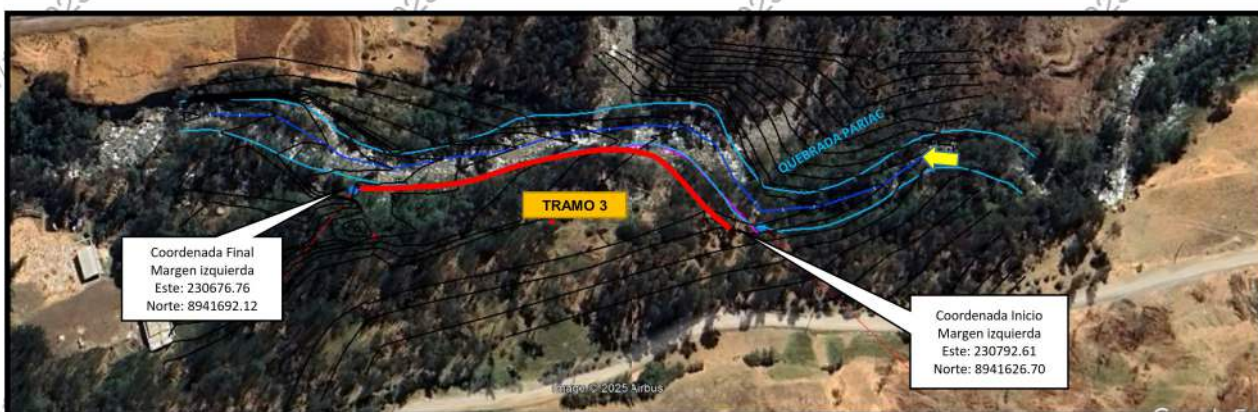 QUEBRADA PARIAC
TRAMO 3
Coordenada Final
Margen izquierda
Este: 230676.76
Norte: 8941692.12
Coordenada Inicio
Margen izquierda
Este: 230792.61
Norte: 8941626.70
Image © 2025 Airbus